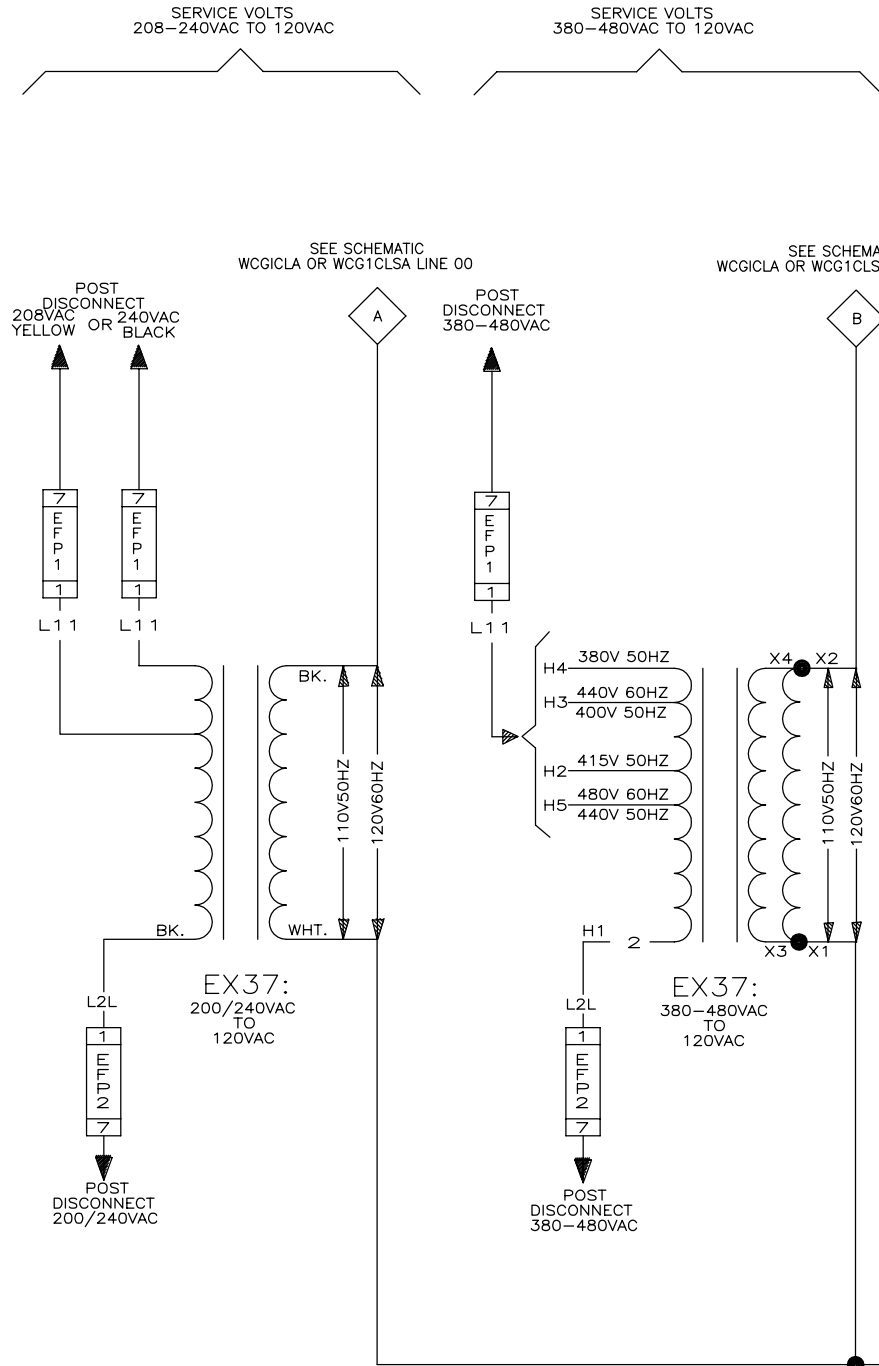 SERVICE VOLTS
208-240VAC TO 120VAC
SERVICE VOLTS
380-480VAC TO 120VAC
SEE SCHEMATIC
WCGICLA OR WCG1CLSA LINE 00
SEE SCHEMA
WCGICLA OR WCG1CLS
POST
DISCONNECT
208VAC OR 240VAC
YELLOW BLACK
A
POST
DISCONNECT
380-480VAC
B
7
EFP1
1
L11
7
EFP1
1
L11
7
EFP1
1
L11
BK.
110V50HZ
120V60HZ
WHT.
BK.
H4 380V 50HZ
H3 440V 60HZ
400V 50HZ
H2 415V 50HZ
H5 480V 60HZ
440V 50HZ
X4 X2
110V50HZ
120V60HZ
X3 X1
H1 2
EX37:
200/240VAC
TO
120VAC
EX37:
380-480VAC
TO
120VAC
L2L
1
EFP2
7
POST
DISCONNECT
200/240VAC
L2L
1
EFP2
7
POST
DISCONNECT
380-480VAC